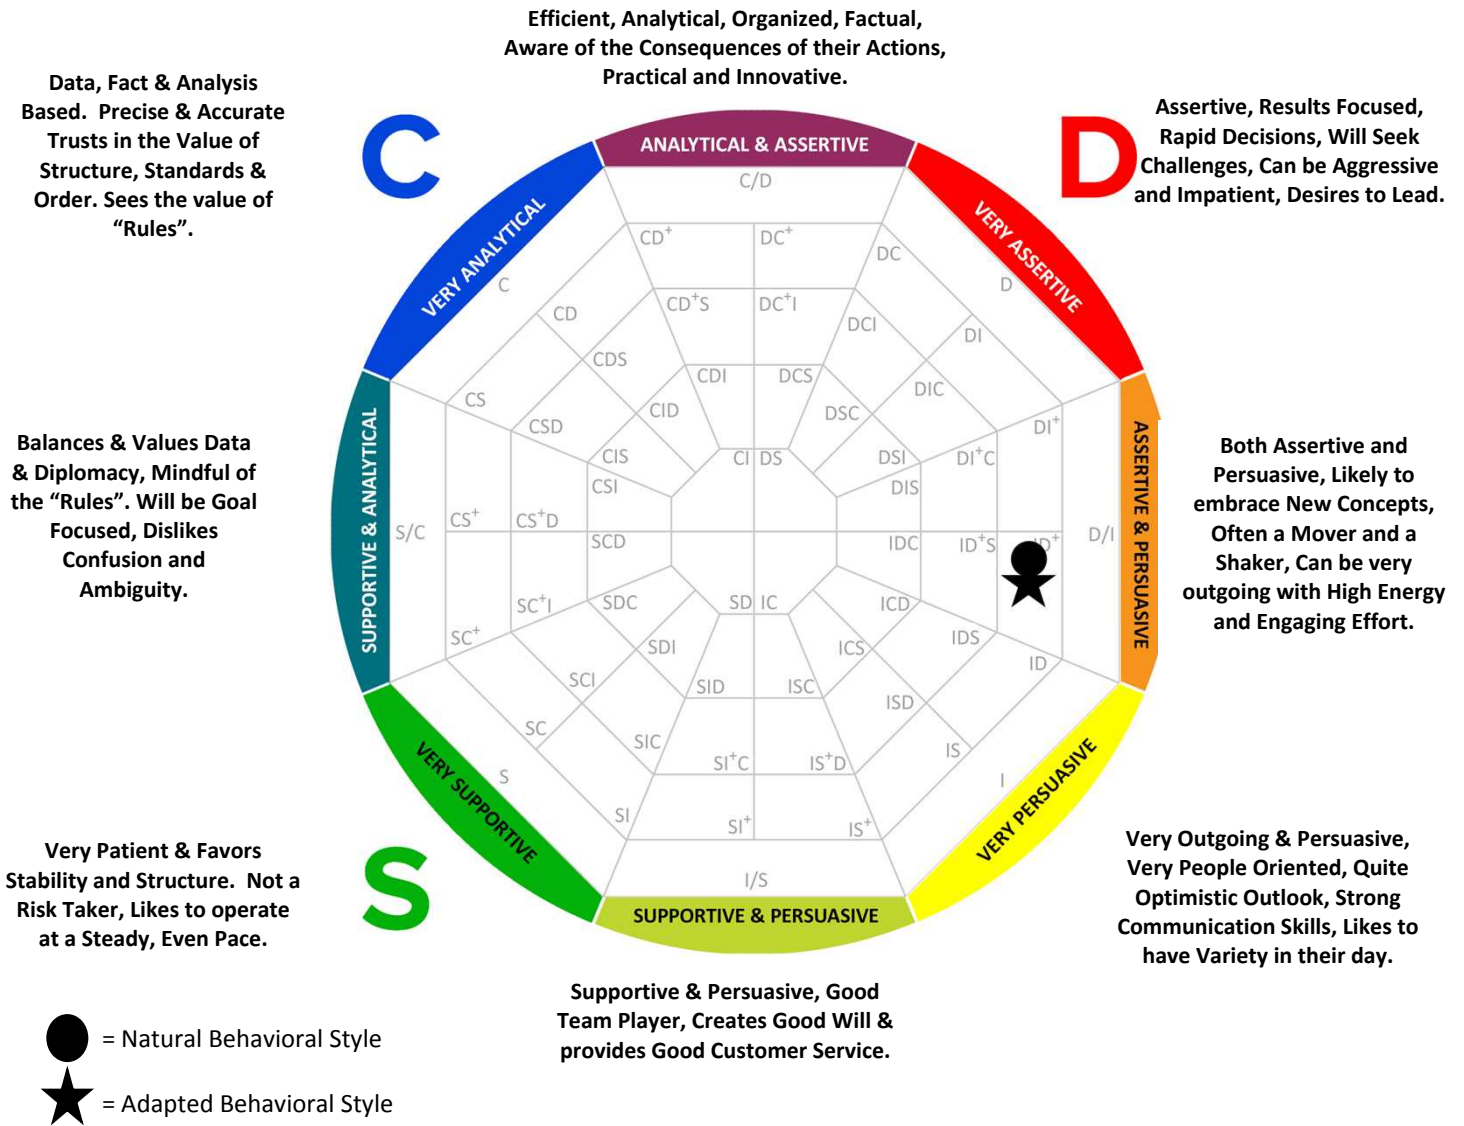 Efficient, Analytical, Organized, Factual,
Aware of the Consequences of their Actions,
Practical and Innovative.
Data, Fact & Analysis
Based.  Precise & Accurate
Trusts in the Value of
Structure, Standards &
Order. Sees the value of
“Rules”.
C
D
Assertive, Results Focused,
Rapid Decisions, Will Seek
Challenges, Can be Aggressive
and Impatient, Desires to Lead.
ANALYTICAL & ASSERTIVE
VERY ANALYTICAL
VERY ASSERTIVE
C/D
CD+
DC+
DC
C
D
CD
CD+S
DC+I
DCI
DI
CDS
CDI
DCS
DIC
CS
CID
DSC
DI+
CSD
CIS
CI
DS
DSI
DI+C
CSI
DIS
Balances & Values Data
& Diplomacy, Mindful of
the “Rules”. Will be Goal
Focused, Dislikes
Confusion and
Ambiguity.
SUPPORTIVE & ANALYTICAL
S/C
CS+
CS+D
SCD
IDC
ID+S
ID+
D/I
ASSERTIVE & PERSUASIVE
Both Assertive and
Persuasive, Likely to
embrace New Concepts,
Often a Mover and a
Shaker, Can be very
outgoing with High Energy
and Engaging Effort.
SC+I
SDC
SD
IC
ICD
SC+
SDI
ICS
IDS
ID
SCI
SID
ISC
ISD
SC
SIC
SI+C
IS+D
IS
S
I
SI
SI+
IS+
I/S
VERY SUPPORTIVE
VERY PERSUASIVE
SUPPORTIVE & PERSUASIVE
S
Very Patient & Favors
Stability and Structure.  Not a
Risk Taker, Likes to operate
at a Steady, Even Pace.
Very Outgoing & Persuasive,
Very People Oriented, Quite
Optimistic Outlook, Strong
Communication Skills, Likes to
have Variety in their day.
Supportive & Persuasive, Good
Team Player, Creates Good Will &
provides Good Customer Service.
= Natural Behavioral Style
= Adapted Behavioral Style